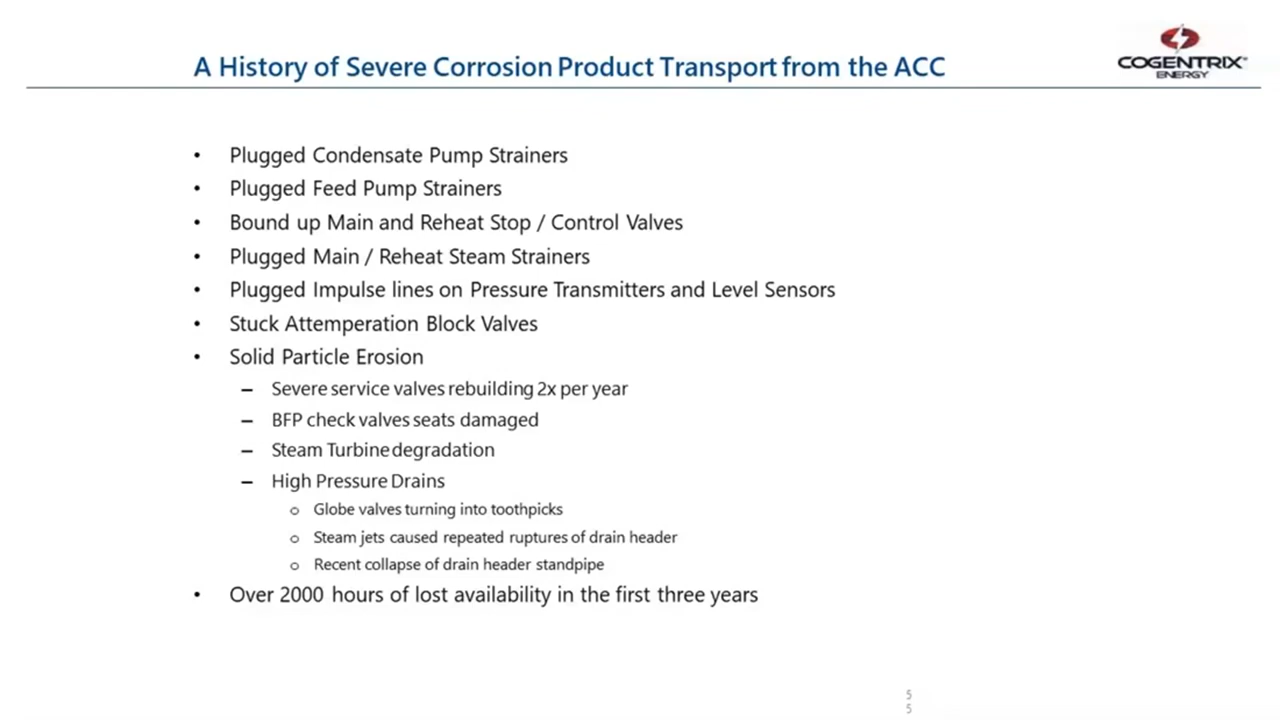 A History of Severe Corrosion Product Transport from the ACC
COGENTRIX®
ENERGY
• Plugged Condensate Pump Strainers
• Plugged Feed Pump Strainers
• Bound up Main and Reheat Stop / Control Valves
• Plugged Main / Reheat Steam Strainers
• Plugged Impulse lines on Pressure Transmitters and Level Sensors
• Stuck Attemperation Block Valves
• Solid Particle Erosion
– Severe service valves rebuilding 2x per year
– BFP check valves seats damaged
– Steam Turbine degradation
– High Pressure Drains
o Globe valves turning into toothpicks
o Steam jets caused repeated ruptures of drain header
o Recent collapse of drain header standpipe
• Over 2000 hours of lost availability in the first three years
5
5